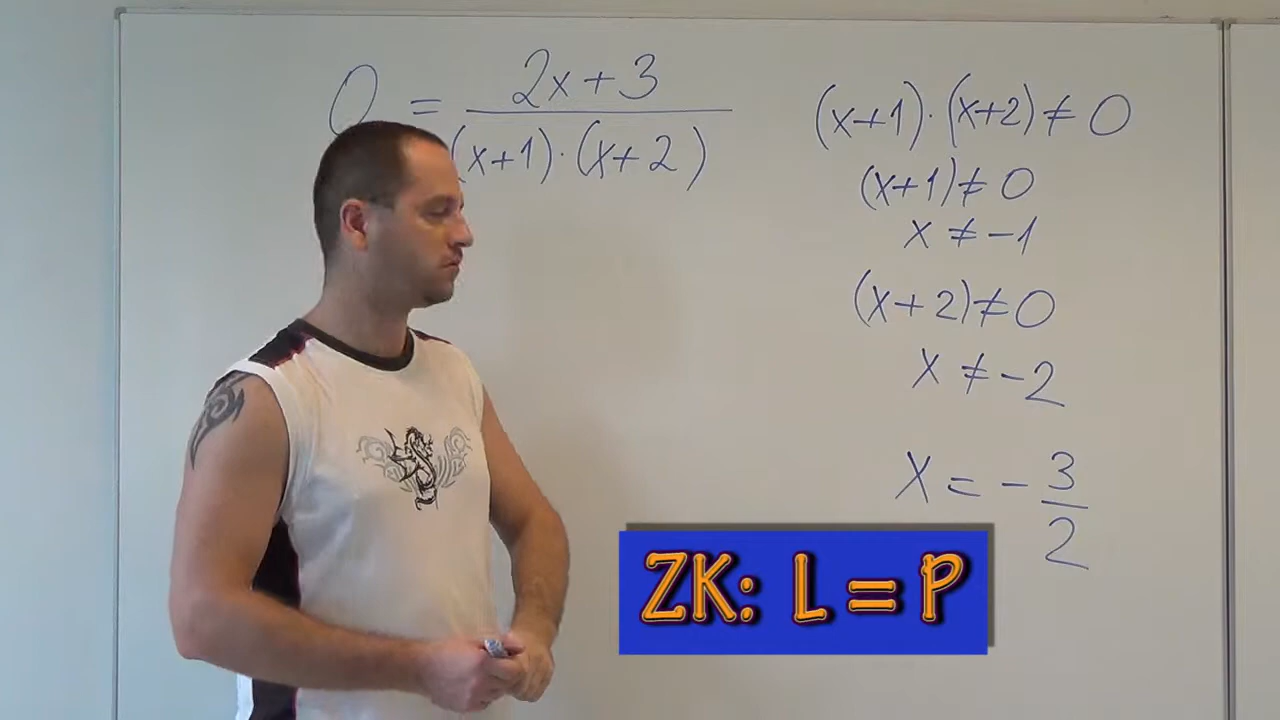 0 = (2x+3)/((x+1)·(x+2))
(x+1)·(x+2)≠0
(x+1)≠0
x≠-1
(x+2)≠0
x≠-2
x = -3/2
ZK: L=P